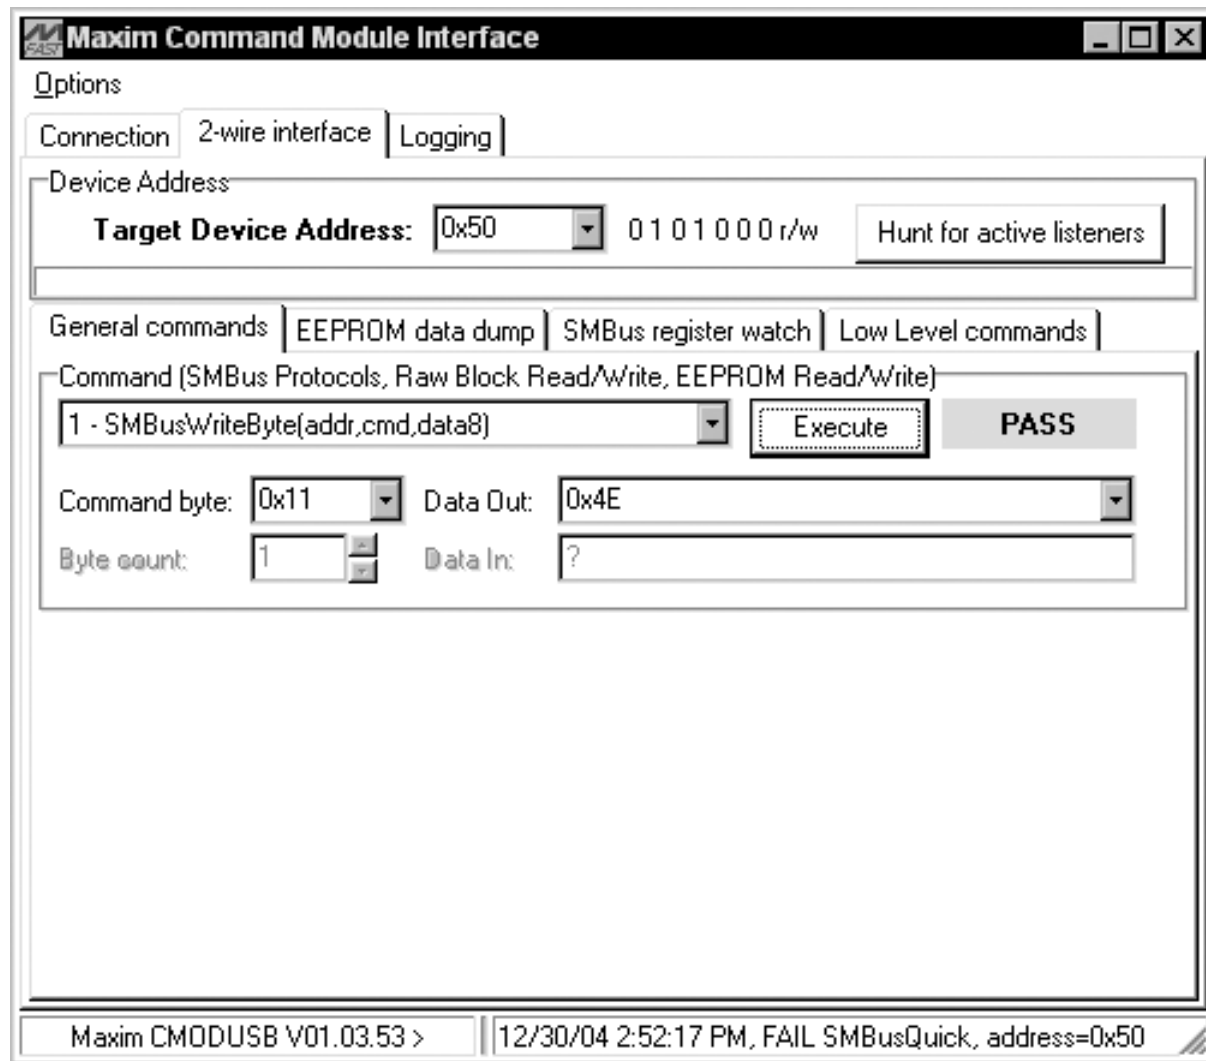 FAST Maxim Command Module Interface
Options
Connection 2-wire interface Logging
Device Address
Target Device Address: 0x50 0 1 0 1 0 0 0 r/w Hunt for active listeners
General commands EEPROM data dump SMBus register watch Low Level commands
Command (SMBus Protocols, Raw Block Read/Write, EEPROM Read/Write)
1 - SMBusWriteByte(addr,cmd,data8) Execute PASS
Command byte: 0x11 Data Out: 0x4E
Byte count: 1 Data In: ?
Maxim CMODUSB V01.03.53 > 12/30/04 2:52:17 PM, FAIL SMBusQuick, address=0x50